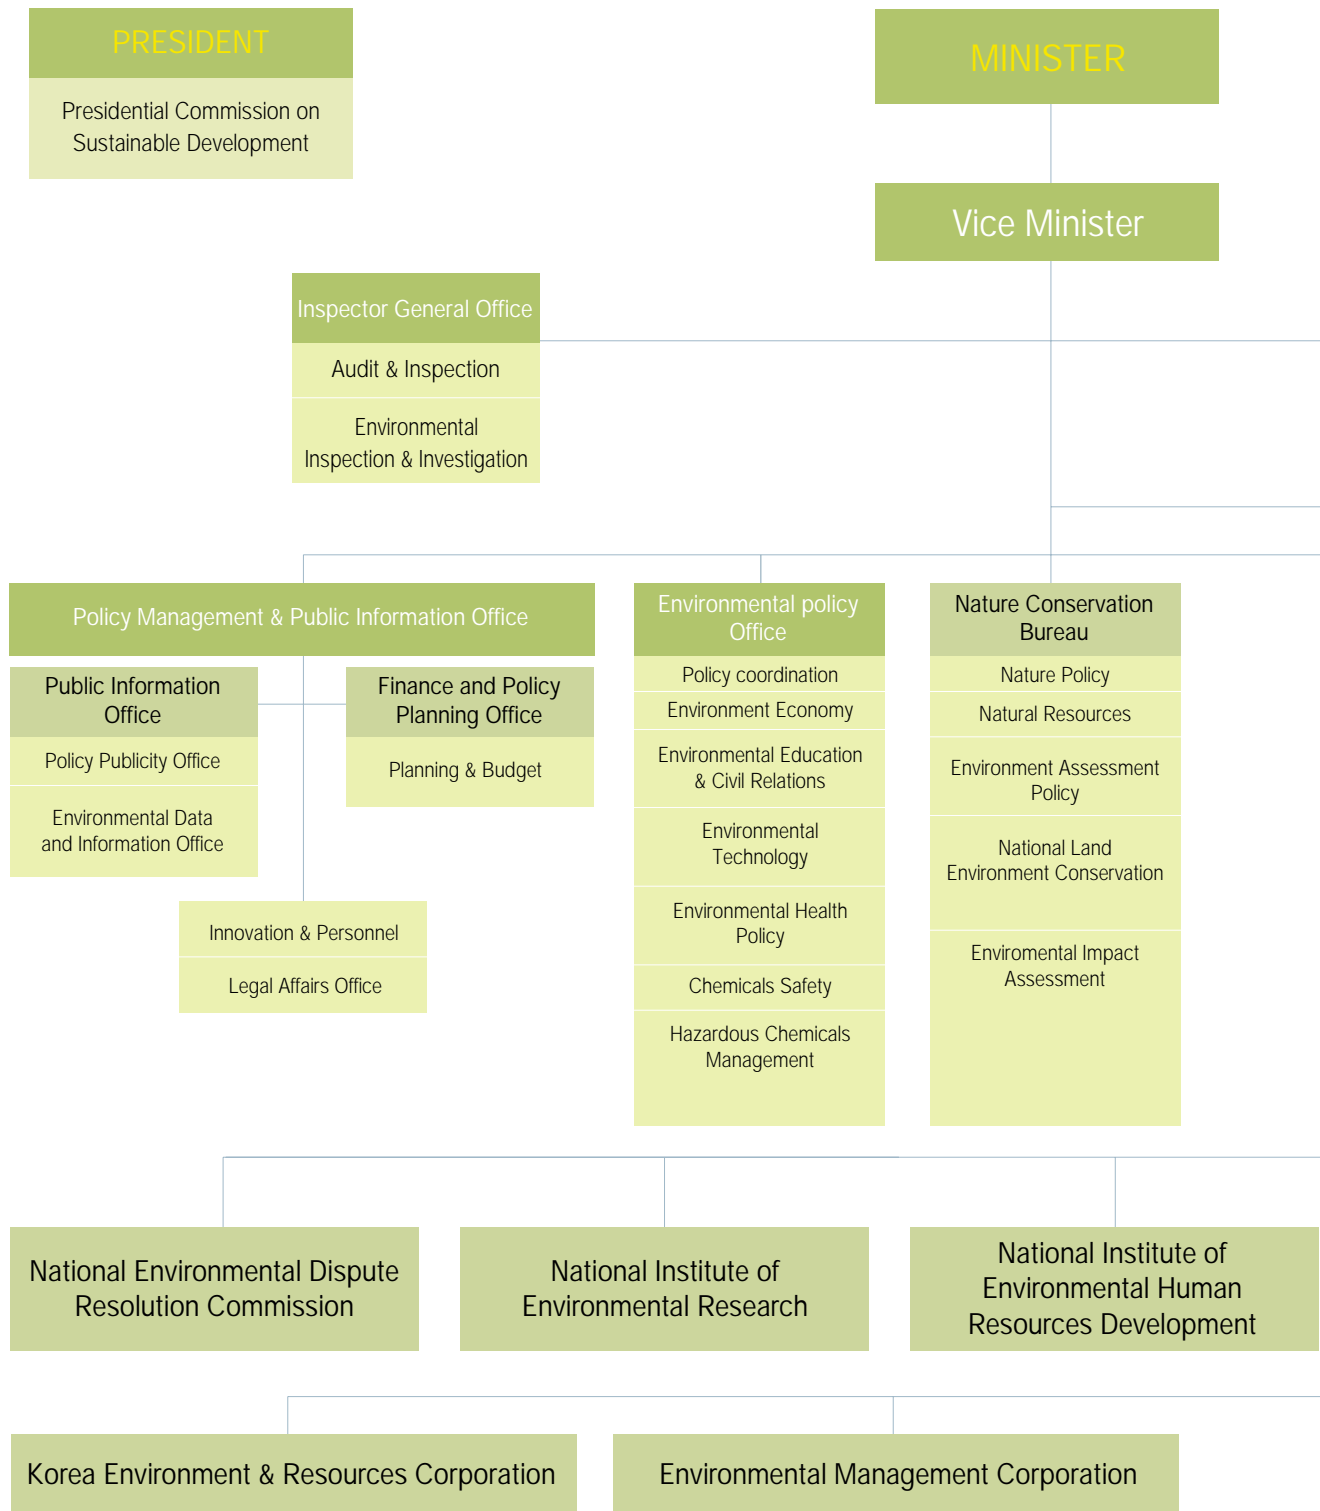 PRESIDENT
Presidential Commission on
Sustainable Development
MINISTER
Vice Minister
Inspector General Office
Audit & Inspection
Environmental
Inspection & Investigation
Policy Management & Public Information Office
Public Information
Office
Policy Publicity Office
Environmental Data
and Information Office
Finance and Policy
Planning Office
Planning & Budget
Innovation & Personnel
Legal Affairs Office
Environmental policy
Office
Policy coordination
Environment Economy
Environmental Education
& Civil Relations
Environmental
Technology
Environmental Health
Policy
Chemicals Safety
Hazardous Chemicals
Management
Nature Conservation
Bureau
Nature Policy
Natural Resources
Environment Assessment
Policy
National Land
Environment Conservation
Enviromental Impact
Assessment
National Environmental Dispute
Resolution Commission
National Institute of
Environmental Research
National Institute of
Environmental Human
Resources Development
Korea Environment & Resources Corporation
Environmental Management Corporation